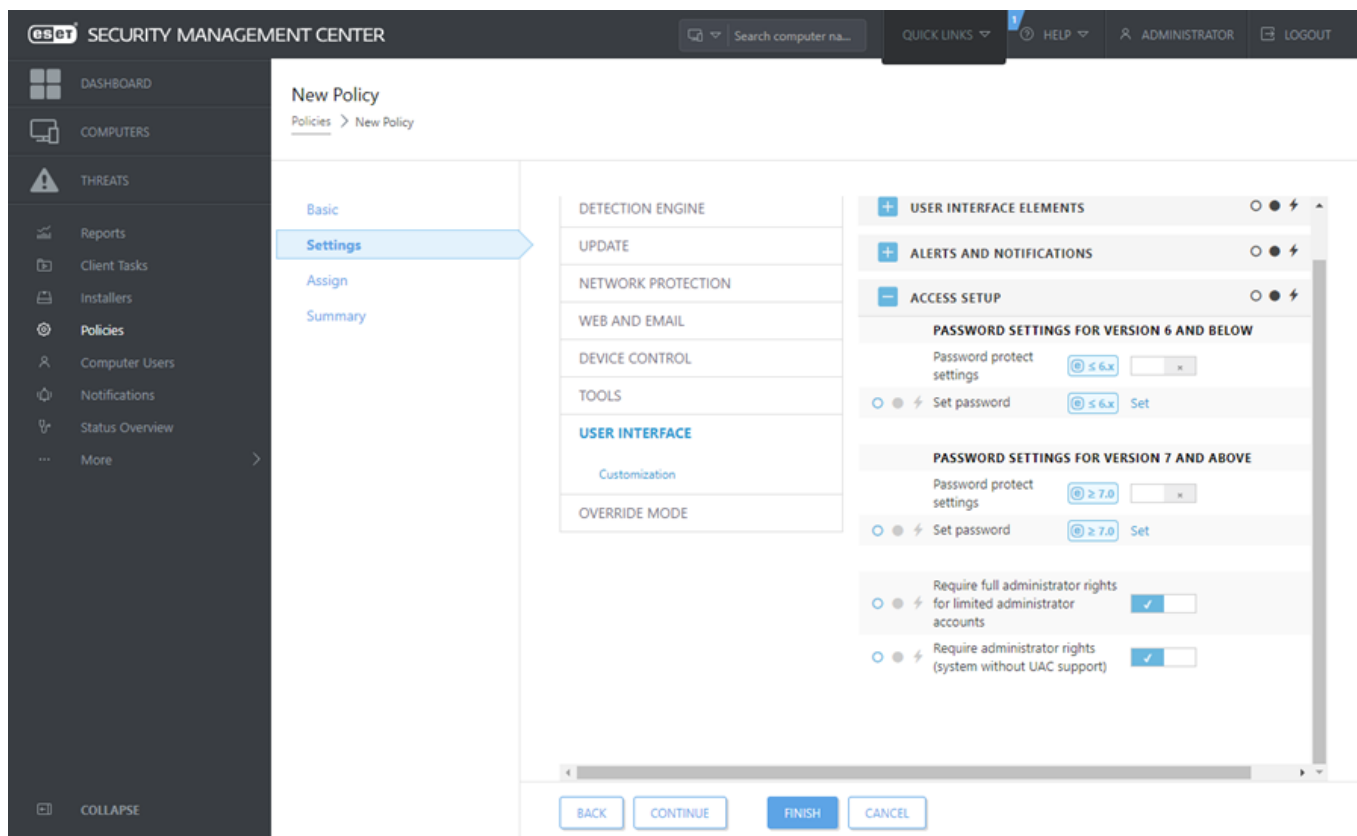 eset SECURITY MANAGEMENT CENTER
Search computer na...
QUICK LINKS
1
HELP
ADMINISTRATOR
LOGOUT
DASHBOARD
COMPUTERS
THREATS
Reports
Client Tasks
Installers
Policies
Computer Users
Notifications
Status Overview
More
COLLAPSE
New Policy
Policies > New Policy
Basic
Settings
Assign
Summary
DETECTION ENGINE
UPDATE
NETWORK PROTECTION
WEB AND EMAIL
DEVICE CONTROL
TOOLS
USER INTERFACE
Customization
OVERRIDE MODE
USER INTERFACE ELEMENTS
ALERTS AND NOTIFICATIONS
ACCESS SETUP
PASSWORD SETTINGS FOR VERSION 6 AND BELOW
Password protect
settings
ⓔ ≤ 6.x
Set password ⓔ ≤ 6.x Set
PASSWORD SETTINGS FOR VERSION 7 AND ABOVE
Password protect
settings
ⓔ ≥ 7.0
Set password ⓔ ≥ 7.0 Set
Require full administrator rights
for limited administrator
accounts
Require administrator rights
(system without UAC support)
BACK CONTINUE FINISH CANCEL